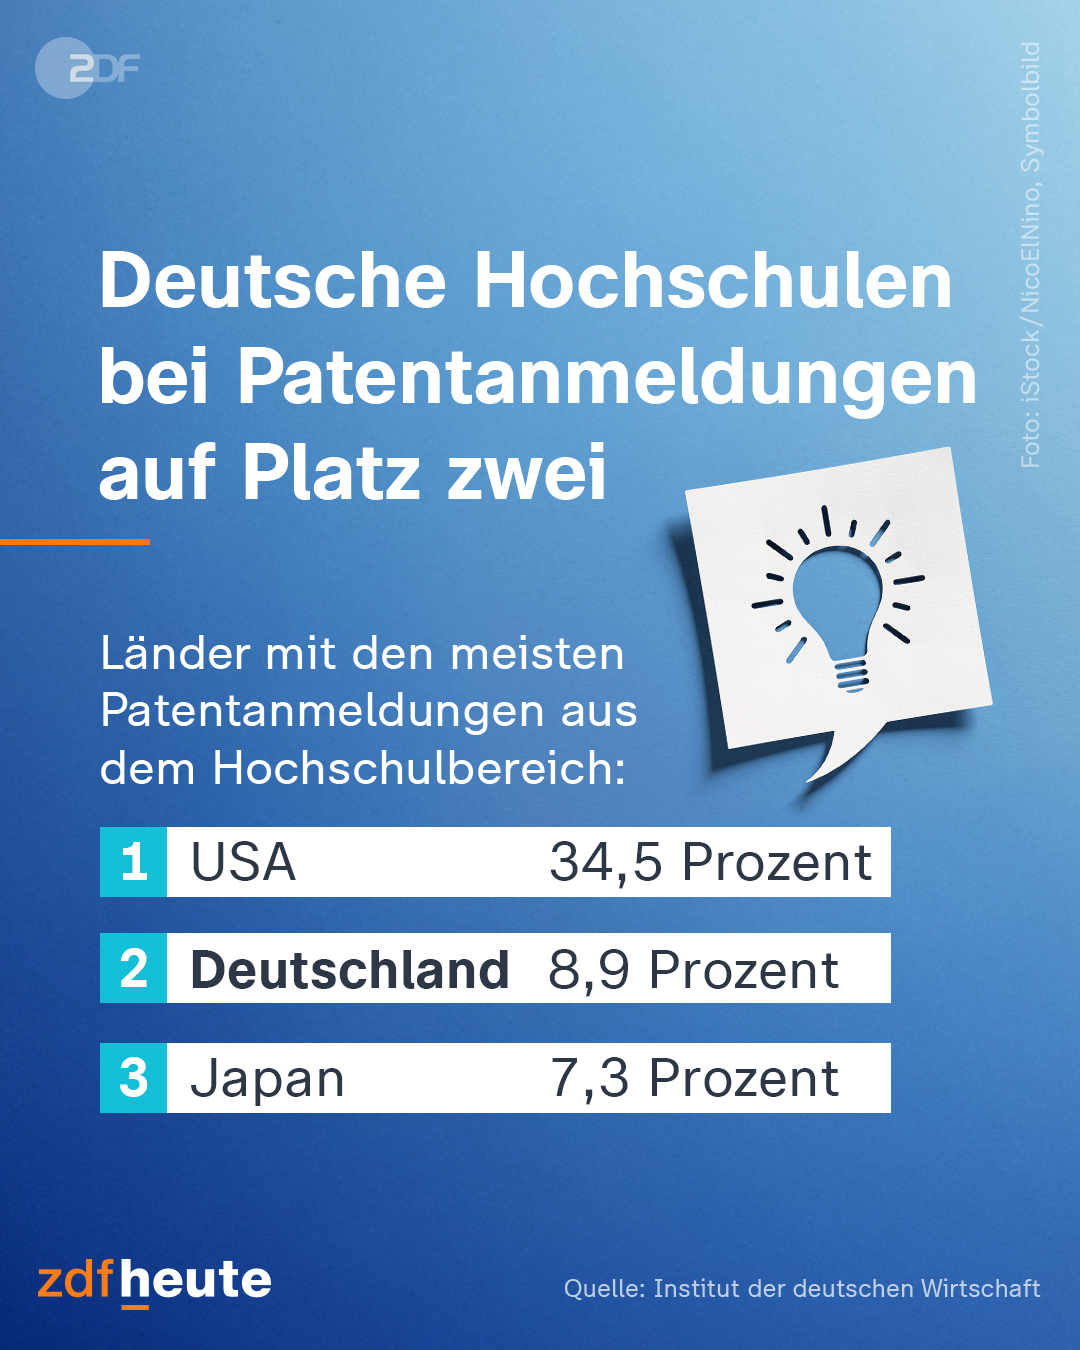 ZDF
Foto: iStock/NicoElNino, Symbolbild
Deutsche Hochschulen
bei Patentanmeldungen
auf Platz zwei
Länder mit den meisten
Patentanmeldungen aus
dem Hochschulbereich:
1 USA 34,5 Prozent
2 Deutschland 8,9 Prozent
3 Japan 7,3 Prozent
zdfheute
Quelle: Institut der deutschen Wirtschaft